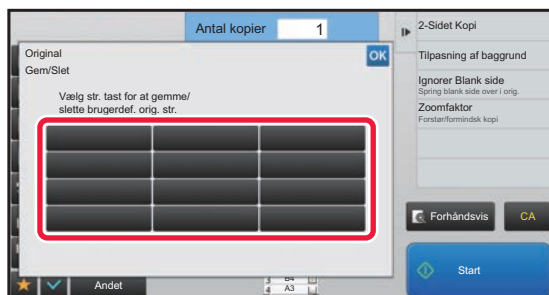 Antal kopier 1
Original
OK
Gem/Slet
Vælg str. tast for at gemme/
slette brugerdef. orig. str.
2-Sidet Kopi
Tilpasning af baggrund
Ignorer Blank side
Spring blank side over i orig.
Zoomfaktor
Forstør/formindsk kopi
Forhåndsvis
CA
Start
Andet
3 B4
4 A3